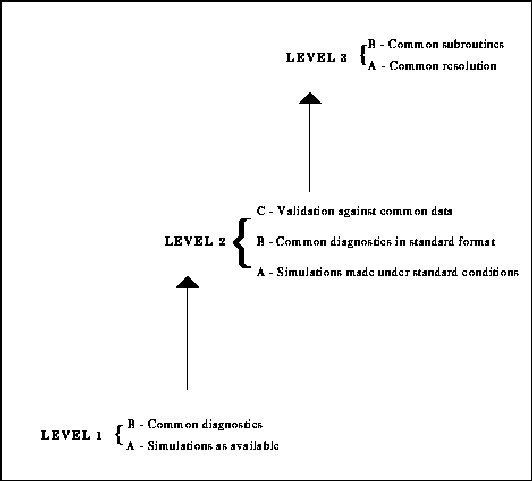 B - Common subroutines
LEVEL 3
A - Common resolution
C - Validation against common data
LEVEL 2
B - Common diagnostics in standard format
A - Simulations made under standard conditions
B - Common diagnostics
LEVEL 1
A - Simulations as available